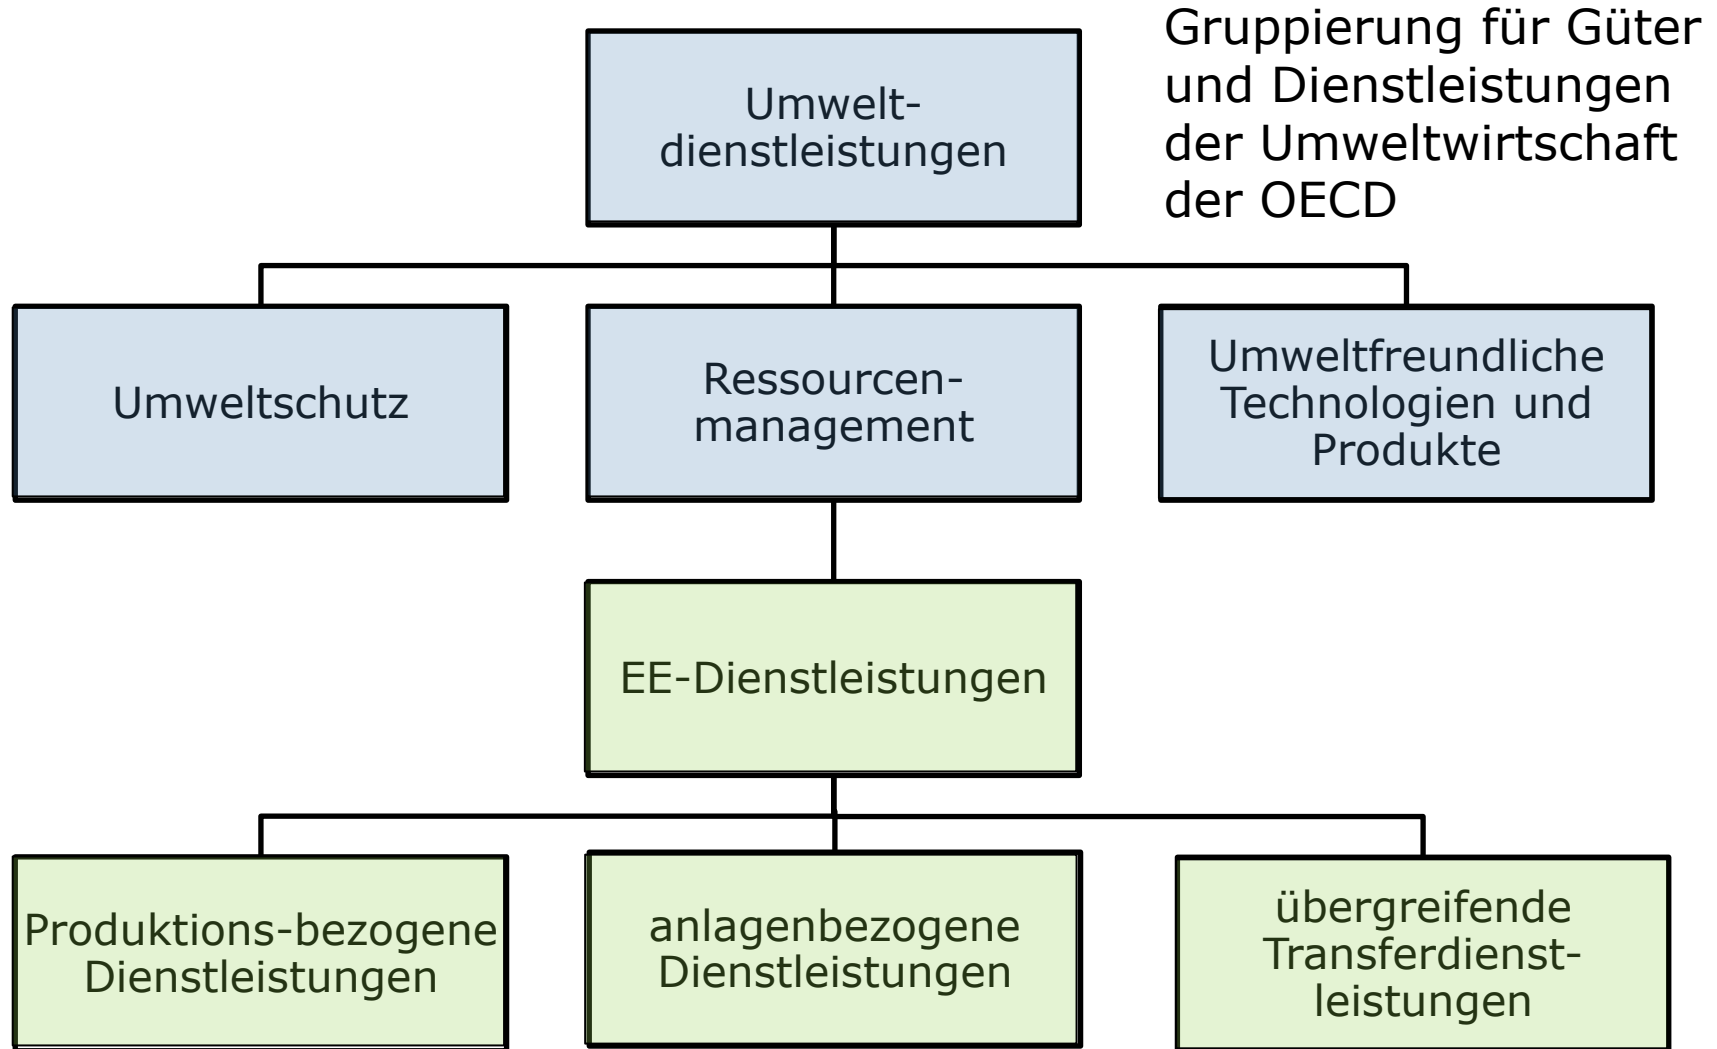 Gruppierung für Güter
und Dienstleistungen
der Umweltwirtschaft
der OECD
Umwelt-
dienstleistungen
Umweltschutz
Ressourcen-
management
Umweltfreundliche
Technologien und
Produkte
EE-Dienstleistungen
Produktions-bezogene
Dienstleistungen
anlagenbezogene
Dienstleistungen
übergreifende
Transferdienst-
leistungen